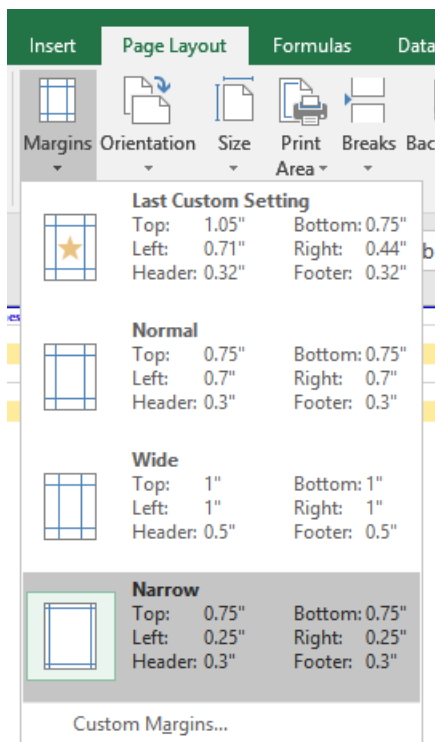 Insert Page Layout Formulas Data
Margins Orientation Size Print Breaks Bac
Area
Last Custom Setting
Top: 1.05" Bottom: 0.75"
Left: 0.71" Right: 0.44"
Header: 0.32" Footer: 0.32"
Normal
Top: 0.75" Bottom: 0.75"
Left: 0.7" Right: 0.7"
Header: 0.3" Footer: 0.3"
Wide
Top: 1" Bottom: 1"
Left: 1" Right: 1"
Header: 0.5" Footer: 0.5"
Narrow
Top: 0.75" Bottom: 0.75"
Left: 0.25" Right: 0.25"
Header: 0.3" Footer: 0.3"
Custom Margins...